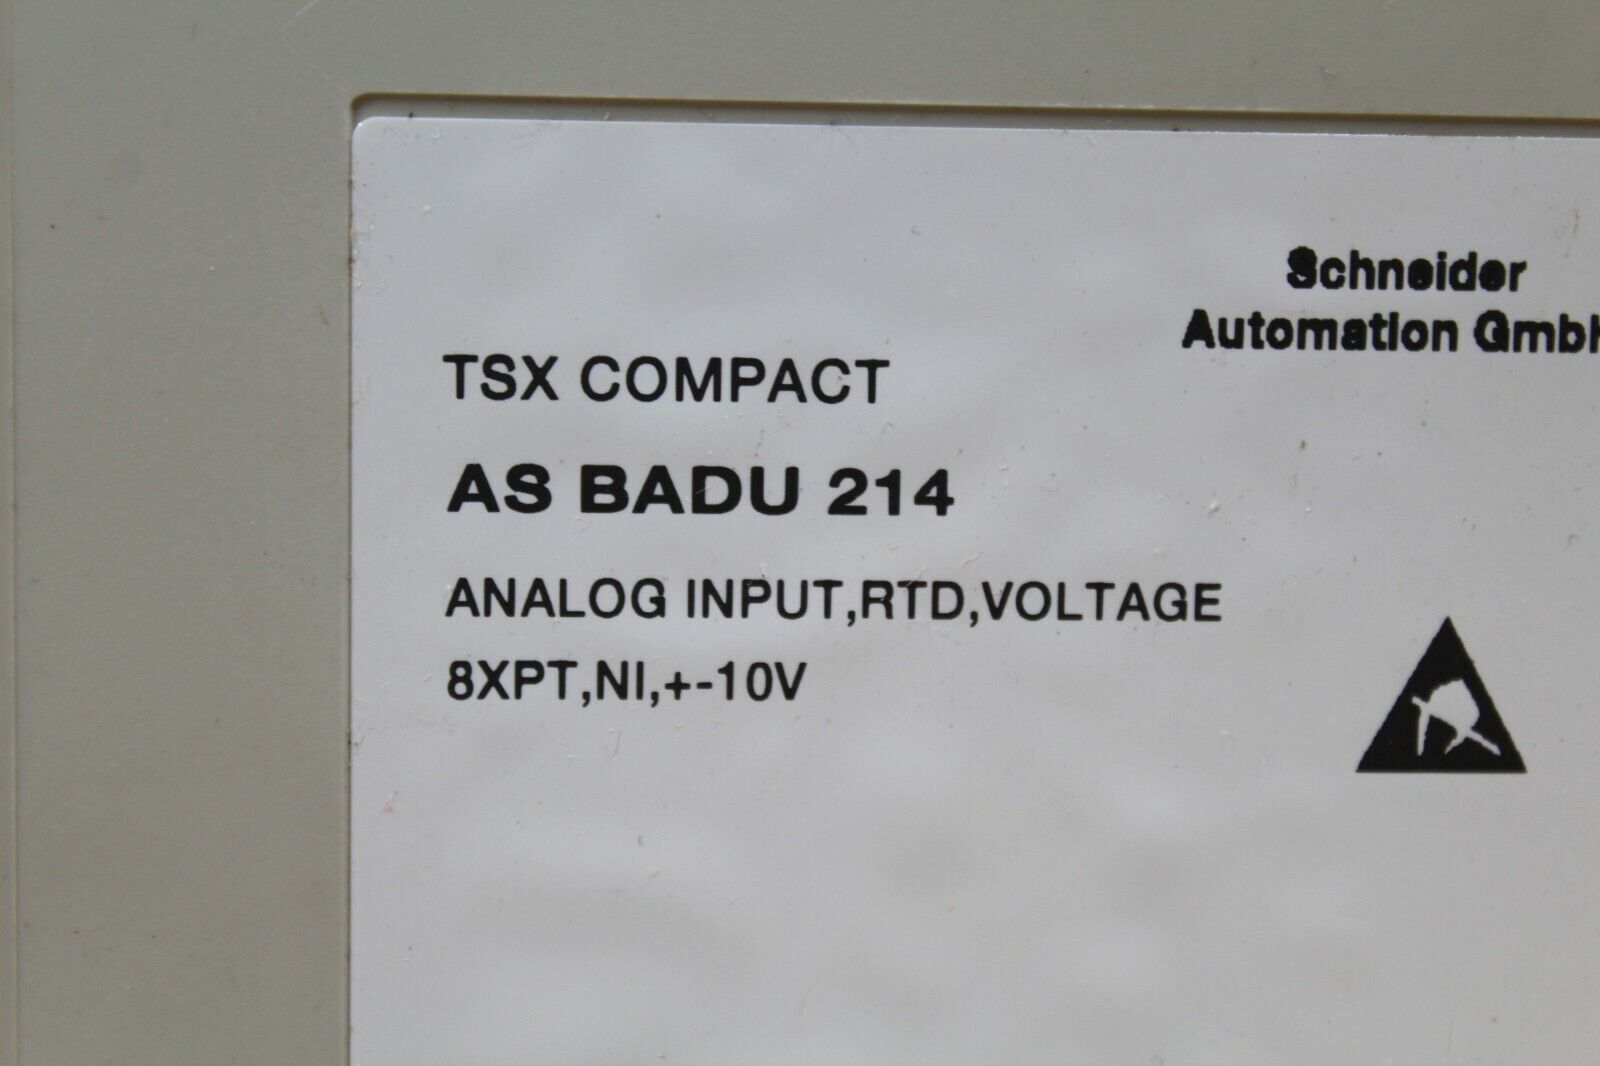 Schneider
Automation GmbH
TSX COMPACT
AS BADU 214
ANALOG INPUT,RTD,VOLTAGE
8XPT,NI,+-10V